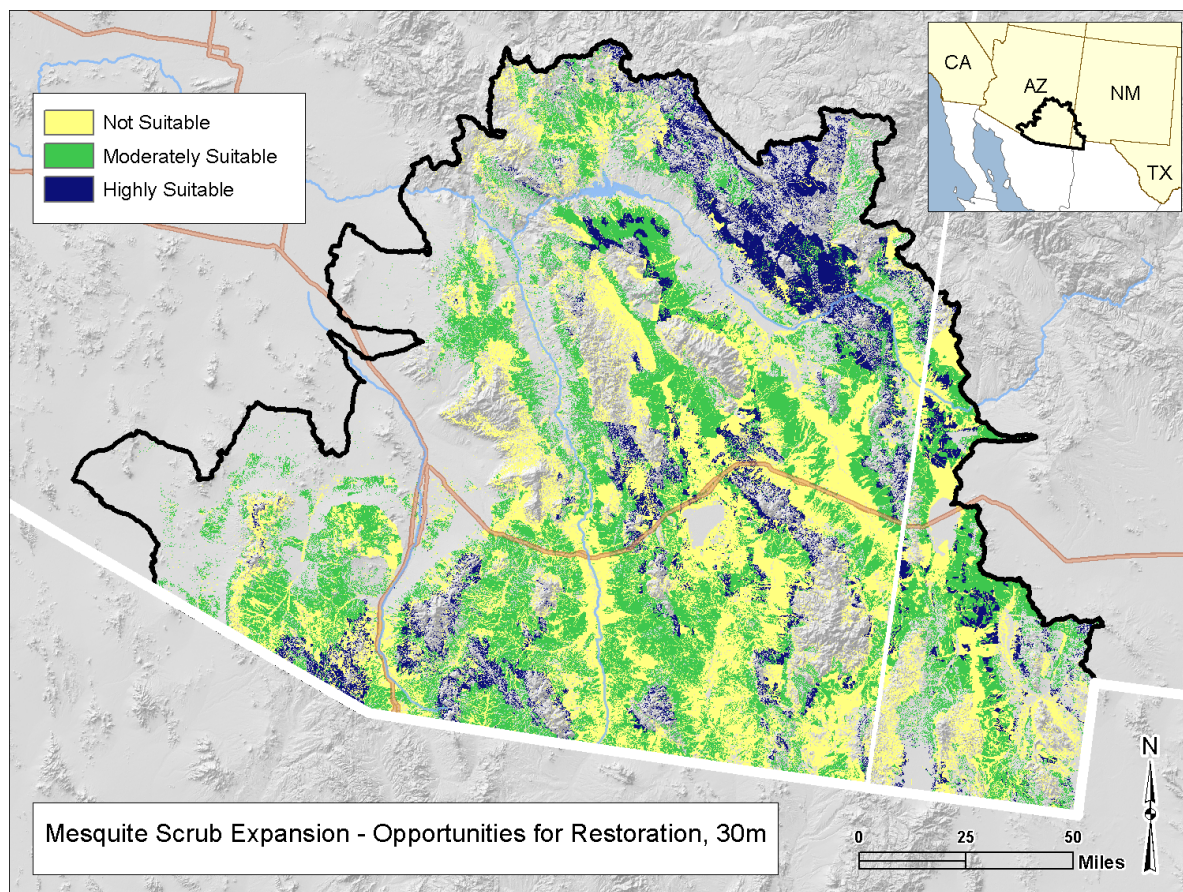 Not Suitable
Moderately Suitable
Highly Suitable
CA
AZ
NM
TX
N
Mesquite Scrub Expansion - Opportunities for Restoration, 30m
0 25 50
Miles